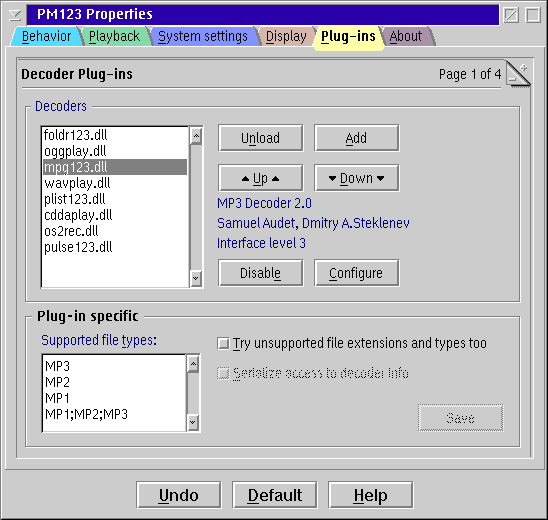 PM123 Properties
Behavior Playback System settings Display Plug-ins About
Decoder Plug-ins Page 1 of 4
Decoders
foldr123.dll
oggplay.dll
mpg123.dll
wavplay.dll
plist123.dll
cddaplay.dll
os2rec.dll
pulse123.dll
Unload Add
Up Down
MP3 Decoder 2.0
Samuel Audet, Dmitry A.Steklenev
Interface level 3
Disable Configure
Plug-in specific
Supported file types:
MP3
MP2
MP1
MP1;MP2;MP3
Try unsupported file extensions and types too
Serialize access to decoder info
Save
Undo Default Help